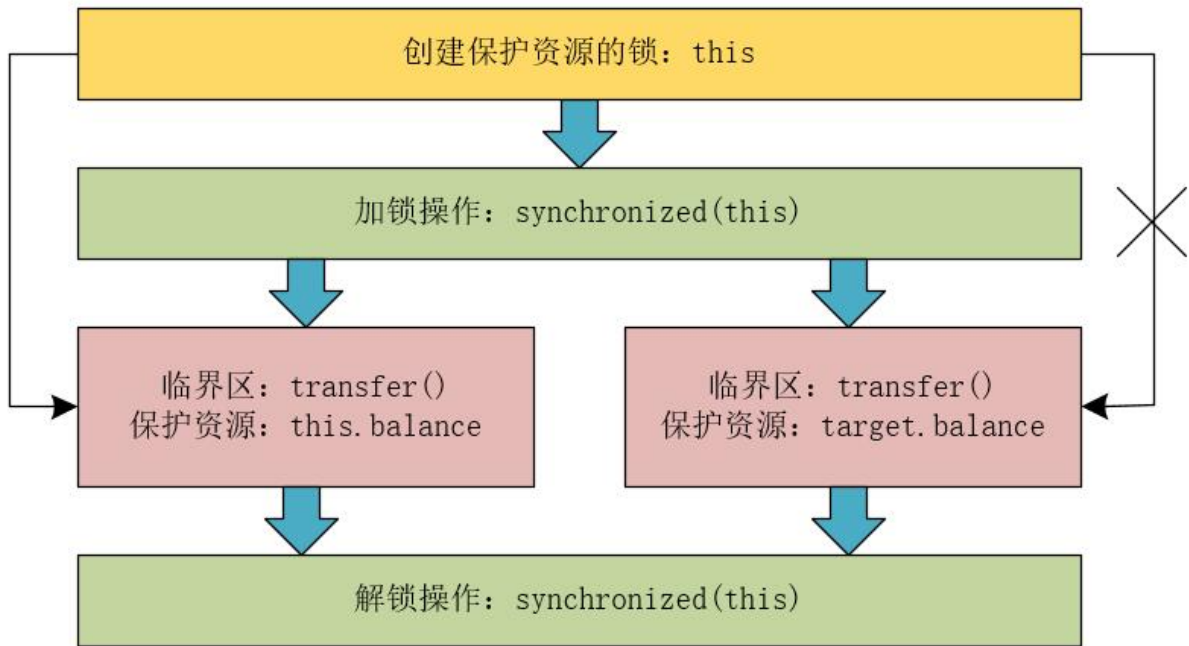 创建保护资源的锁：this
加锁操作：synchronized(this)
临界区：transfer()
保护资源：this.balance
临界区：transfer()
保护资源：target.balance
解锁操作：synchronized(this)